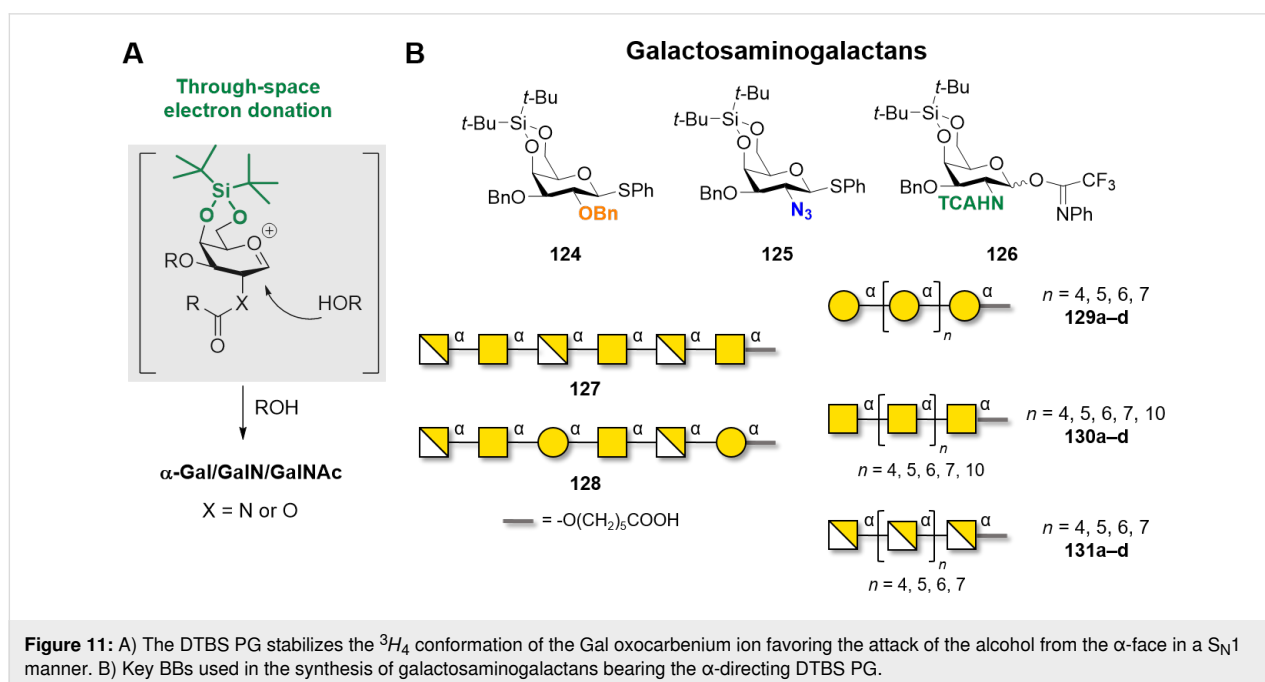 A
Through-space
electron donation
Si
O
O
O
⊕
RO
R
X
HOR
O
ROH
α-Gal/GalN/GalNAc
X = N or O
B
Galactosaminogalactans
t-Bu
t-Bu
Si
O
O
O
BnO
SPh
OBn
124
t-Bu
t-Bu
Si
O
O
O
BnO
SPh
N3
125
t-Bu
t-Bu
Si
O
O
O
O
CF3
BnO
TCAHN
NPh
126
α α α α α α
127
α α α α α α
128
= -O(CH2)5COOH
α α α
n
n = 4, 5, 6, 7
129a–d
α α α
n
n = 4, 5, 6, 7, 10
130a–d
n = 4, 5, 6, 7, 10
α α α
n
n = 4, 5, 6, 7
131a–d
n = 4, 5, 6, 7
Figure 11: A) The DTBS PG stabilizes the ³H₄ conformation of the Gal oxocarbenium ion favoring the attack of the alcohol from the α-face in a SN1
manner. B) Key BBs used in the synthesis of galactosaminogalactans bearing the α-directing DTBS PG.